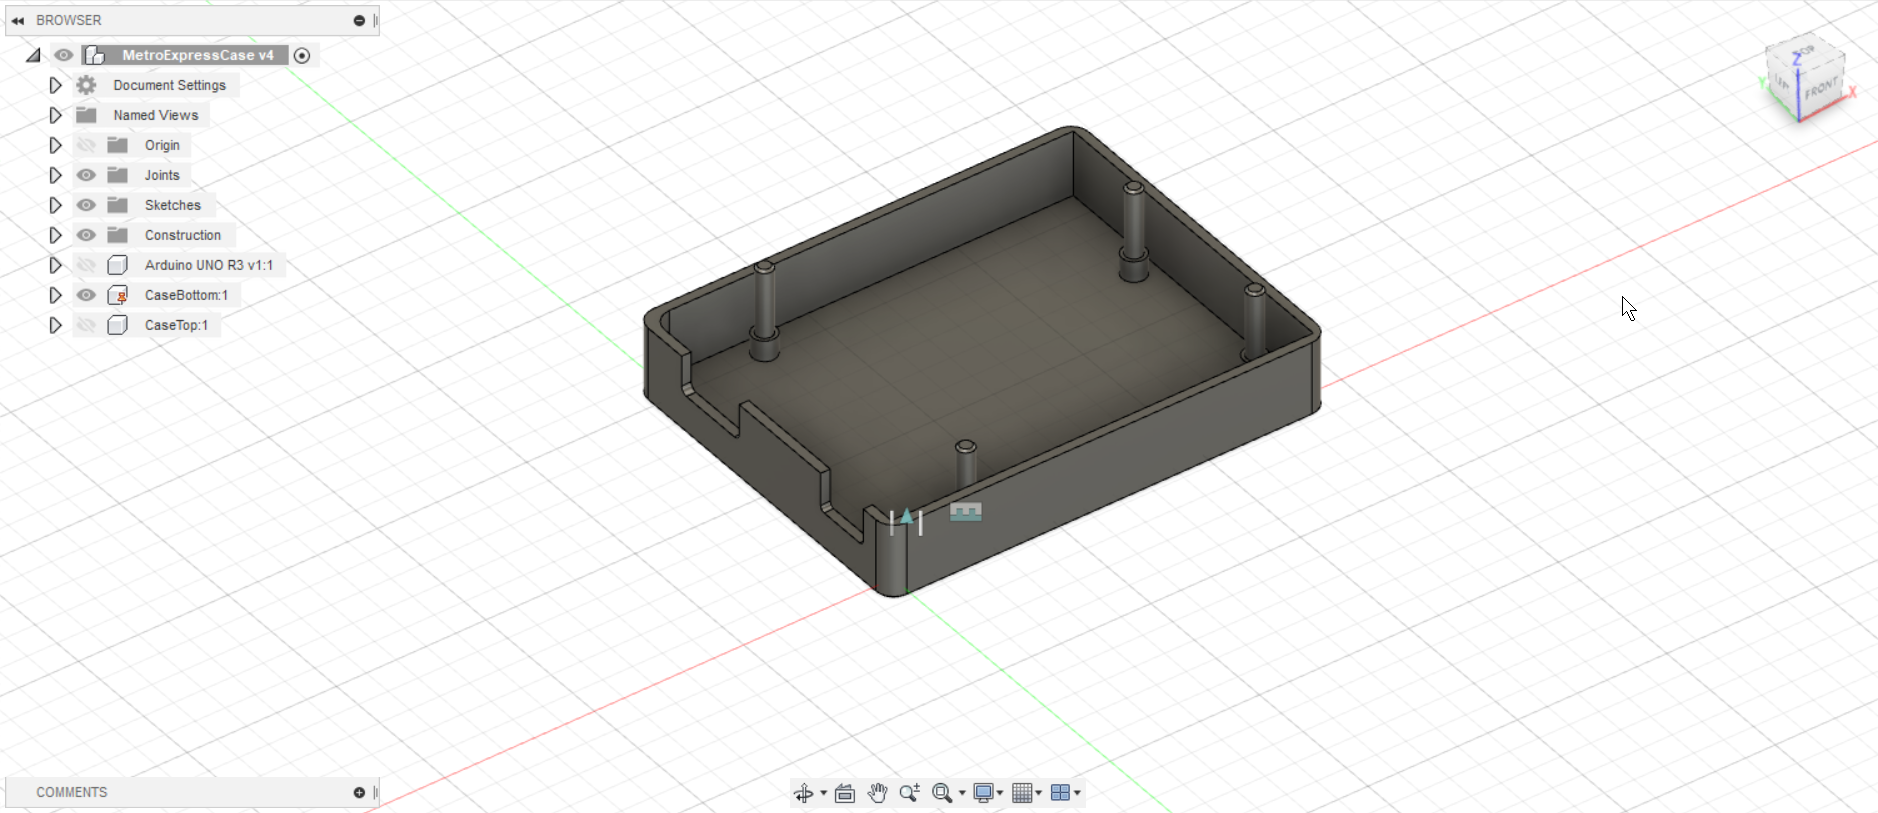 BROWSER
MetroExpressCase v4
Document Settings
Named Views
Origin
Joints
Sketches
Construction
Arduino UNO R3 v1:1
CaseBottom:1
CaseTop:1
TOP
Z
FRONT
Y
X
COMMENTS